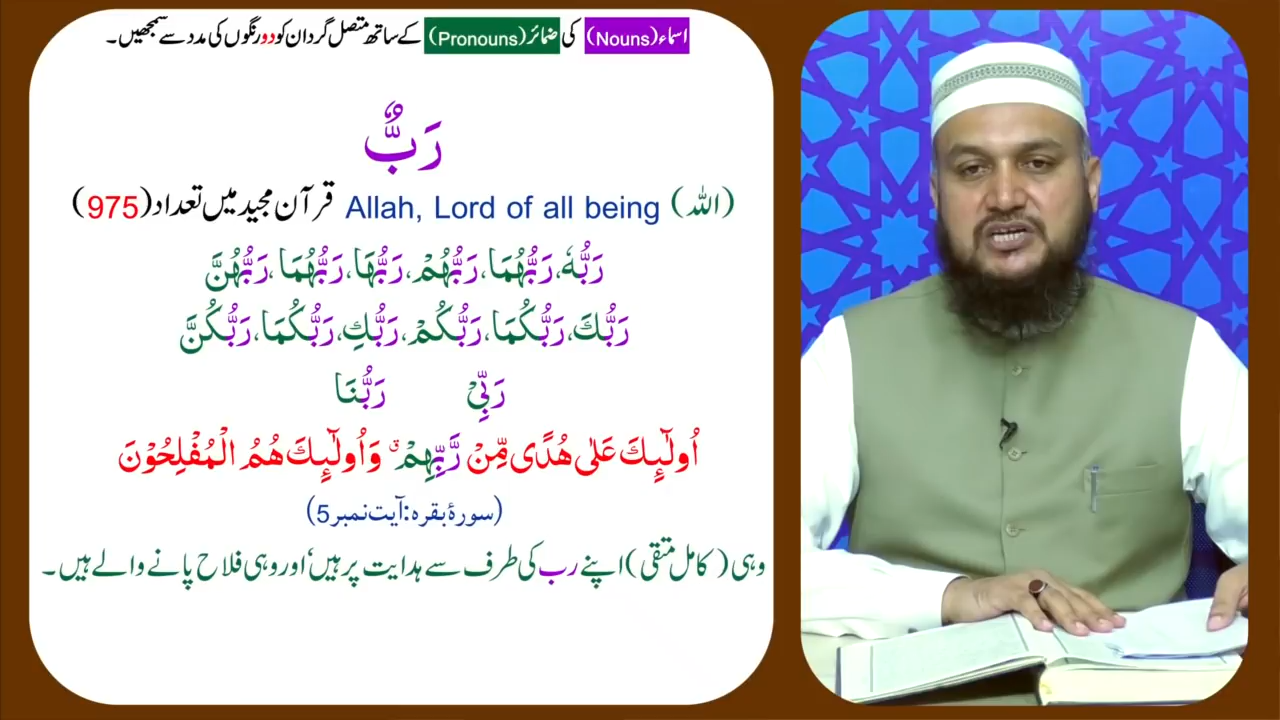 اسماء (Nouns) کی ضمائر (Pronouns) کے ساتھ متصل گردان کو دو رنگوں کی مدد سے سمجھیں۔
رَبٌّ
(اللہ) Allah, Lord of all being قرآن مجید میں تعداد (975)
رَبُّهٗ، رَبُّهُمَا، رَبُّهُمْ، رَبُّهَا، رَبُّهُمَا، رَبُّهُنَّ
رَبُّكَ، رَبُّكُمَا، رَبُّكُمْ، رَبُّكِ، رَبُّكُمَا، رَبُّكُنَّ
رَبِّیْ رَبُّنَا
اُولٰٓئِكَ عَلٰى هُدًى مِّنْ رَّبِّهِمْ ۙ وَاُولٰٓئِكَ هُمُ الْمُفْلِحُوْنَ
(سورۂ بقرہ: آیت نمبر 5)
وہی (کامل متقی) اپنے رب کی طرف سے ہدایت پر ہیں’ اور وہی فلاح پانے والے ہیں۔